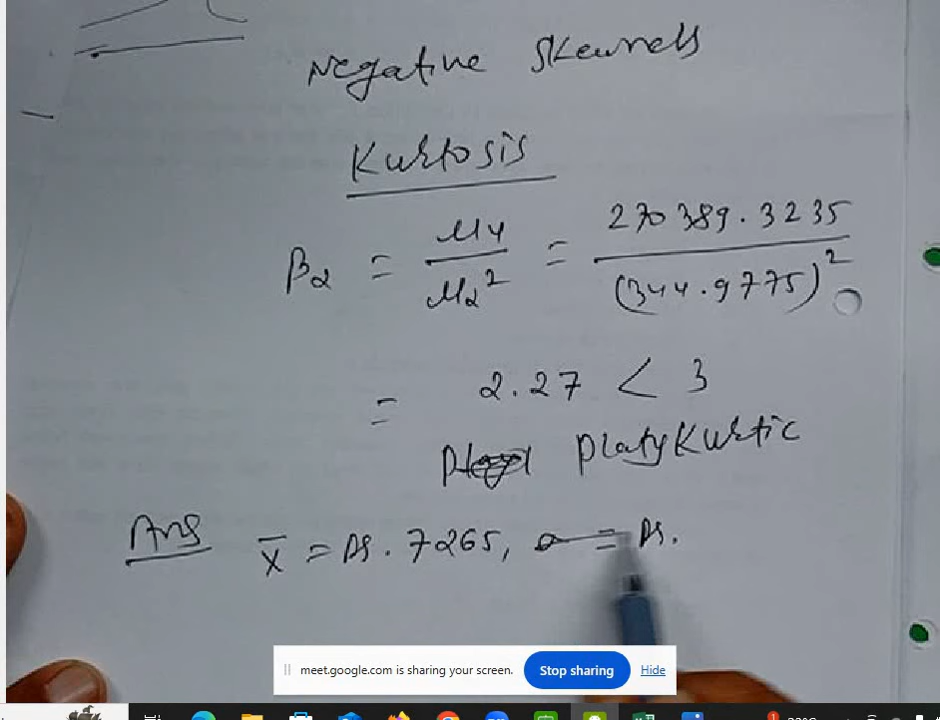 Negative Skewness
Kurtosis
β2 = μ4 / μ2² = 270389.3235 / (344.9775)²
= 2.27 < 3
Platykurtic
Ans X̄ = Rs. 7265, σ = Rs.
meet.google.com is sharing your screen. Stop sharing Hide